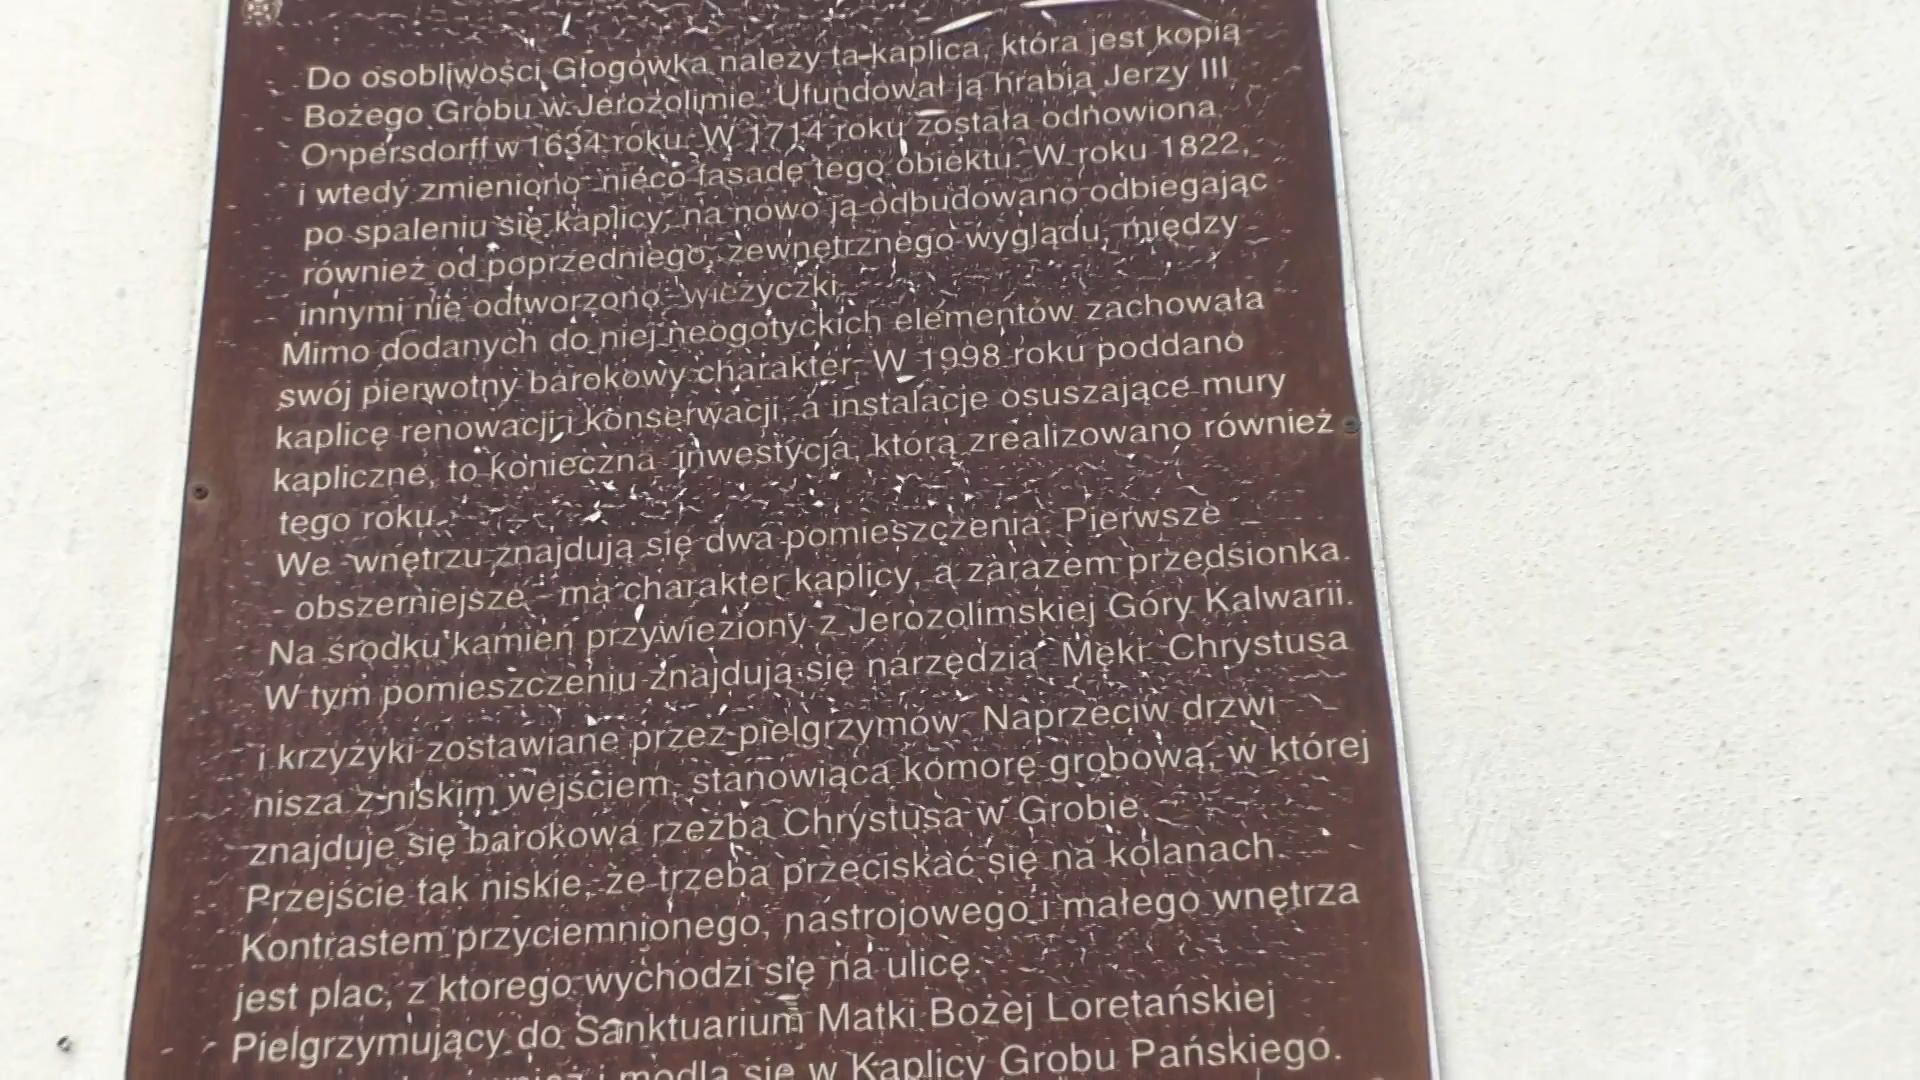 Do osobliwości Głogówka należy ta kaplica, która jest kopią
Bożego Grobu w Jerozolimie. Ufundował ją hrabia Jerzy III
Oppersdorff w 1634 roku. W 1714 roku została odnowiona
i wtedy zmieniono nieco fasadę tego obiektu. W roku 1822,
po spaleniu się kaplicy, na nowo ją odbudowano odbiegając
również od poprzedniego, zewnętrznego wyglądu, między
innymi nie odtworzono wieżyczki.
Mimo dodanych do niej neogotyckich elementów zachowała
swój pierwotny barokowy charakter. W 1998 roku poddano
kaplicę renowacji i konserwacji, a instalacje osuszające mury
kapliczne, to konieczna inwestycja, którą zrealizowano również
tego roku.
We wnętrzu znajdują się dwa pomieszczenia. Pierwsze
- obszerniejsze - ma charakter kaplicy, a zarazem przedsionka.
Na środku kamień przywieziony z Jerozolimskiej Góry Kalwarii.
W tym pomieszczeniu znajdują się narzędzia Męki Chrystusa
i krzyżyki zostawiane przez pielgrzymów. Naprzeciw drzwi
nisza z niskim wejściem, stanowiąca komorę grobową, w której
znajduje się barokowa rzeźba Chrystusa w Grobie.
Przejście tak niskie, że trzeba przeciskać się na kolanach.
Kontrastem przyciemnionego, nastrojowego i małego wnętrza
jest plac, z którego wychodzi się na ulicę.
Pielgrzymujący do Sanktuarium Matki Bożej Loretańskiej
i modlą się w Kaplicy Grobu Pańskiego.